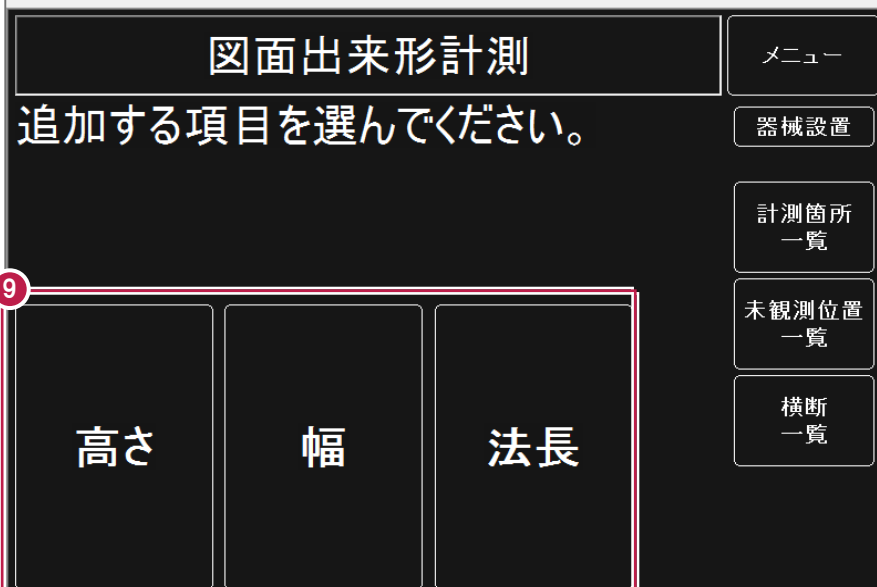 図面出来形計測
メニュー
追加する項目を選んでください。
器械設置
計測箇所
一覧
未観測位置
一覧
横断
一覧
9
高さ
幅
法長